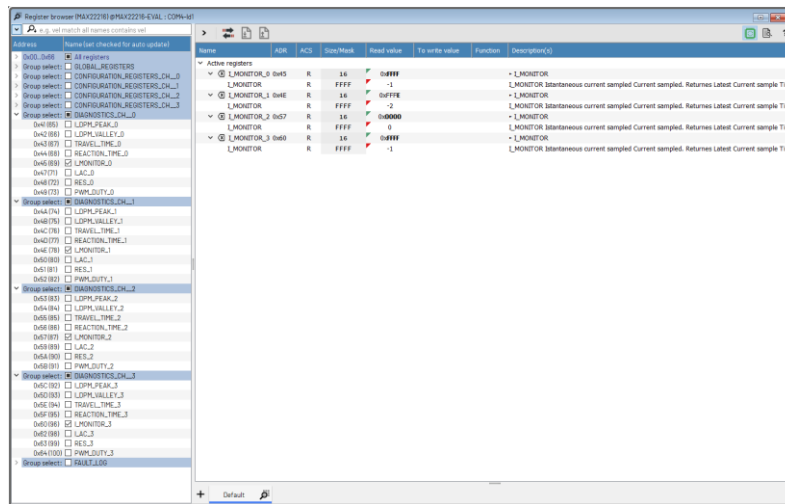 Register browser (MAX22216) @MAX22216-EVAL : COM4-Id1
e.g. vel match all names contains vel
Address Name (set checked for auto update)
0x00...0x66 All registers
Group select: GLOBAL_REGISTERS
Group select: CONFIGURATION_REGISTERS_CH__0
Group select: CONFIGURATION_REGISTERS_CH__1
Group select: CONFIGURATION_REGISTERS_CH__2
Group select: CONFIGURATION_REGISTERS_CH__3
Group select: DIAGNOSTICS_CH__0
0x41 (65) I_DPM_PEAK_0
0x42 (66) I_DPM_VALLEY_0
0x43 (67) TRAVEL_TIME_0
0x44 (68) REACTION_TIME_0
0x45 (69) I_MONITOR_0
0x47 (71) I_AC_0
0x48 (72) RES_0
0x49 (73) PWM_DUTY_0
Group select: DIAGNOSTICS_CH__1
0x4A (74) I_DPM_PEAK_1
0x4B (75) I_DPM_VALLEY_1
0x4C (76) TRAVEL_TIME_1
0x4D (77) REACTION_TIME_1
0x4E (78) I_MONITOR_1
0x50 (80) I_AC_1
0x51 (81) RES_1
0x52 (82) PWM_DUTY_1
Group select: DIAGNOSTICS_CH__2
0x53 (83) I_DPM_PEAK_2
0x54 (84) I_DPM_VALLEY_2
0x55 (85) TRAVEL_TIME_2
0x56 (86) REACTION_TIME_2
0x57 (87) I_MONITOR_2
0x59 (89) I_AC_2
0x5A (90) RES_2
0x5B (91) PWM_DUTY_2
Group select: DIAGNOSTICS_CH__3
0x5C (92) I_DPM_PEAK_3
0x5D (93) I_DPM_VALLEY_3
0x5E (94) TRAVEL_TIME_3
0x5F (95) REACTION_TIME_3
0x60 (96) I_MONITOR_3
0x62 (98) I_AC_3
0x63 (99) RES_3
0x64 (100) PWM_DUTY_3
Group select: FAULT_LOG
Name ADR ACS Size/Mask Read value To write value Function Description(s)
Active registers
I_MONITOR_0 0x45 R 16 0xFFFF I_MONITOR
I_MONITOR R FFFF -1 I_MONITOR Istantaneous current sampled Current sampled. Returnes Latest Current sample Ti
I_MONITOR_1 0x4E R 16 0xFFFE I_MONITOR
I_MONITOR R FFFF -2 I_MONITOR Istantaneous current sampled Current sampled. Returnes Latest Current sample Ti
I_MONITOR_2 0x57 R 16 0x0000 I_MONITOR
I_MONITOR R FFFF 0 I_MONITOR Istantaneous current sampled Current sampled. Returnes Latest Current sample Ti
I_MONITOR_3 0x60 R 16 0xFFFF I_MONITOR
I_MONITOR R FFFF -1 I_MONITOR Istantaneous current sampled Current sampled. Returnes Latest Current sample Ti
Default